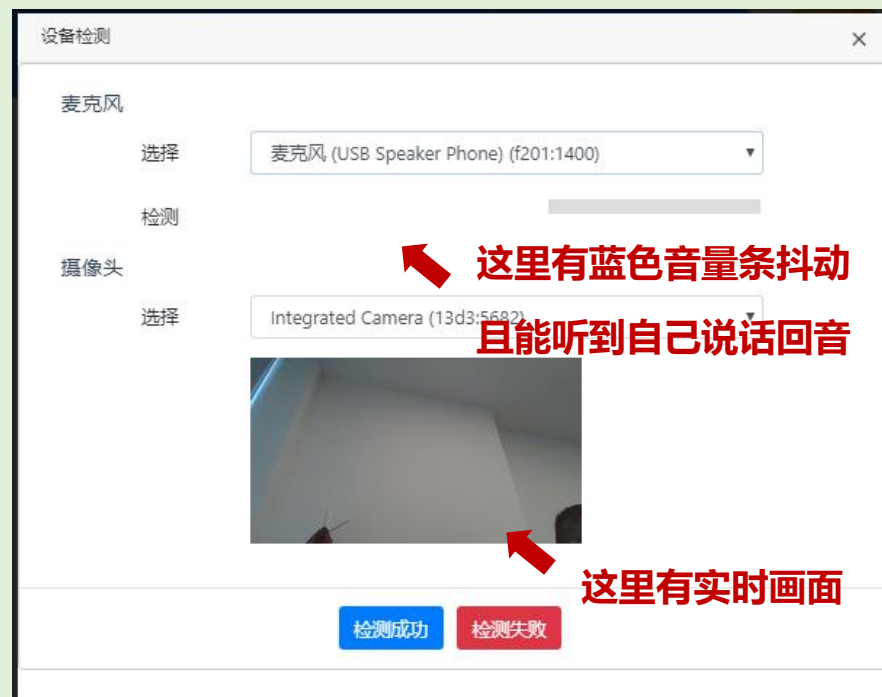 设备检测
麦克风
选择
麦克风 (USB Speaker Phone) (f201:1400)
检测
这里有蓝色音量条抖动
摄像头
选择
Integrated Camera (13d3:5682)
且能听到自己说话回音
这里有实时画面
检测成功
检测失败